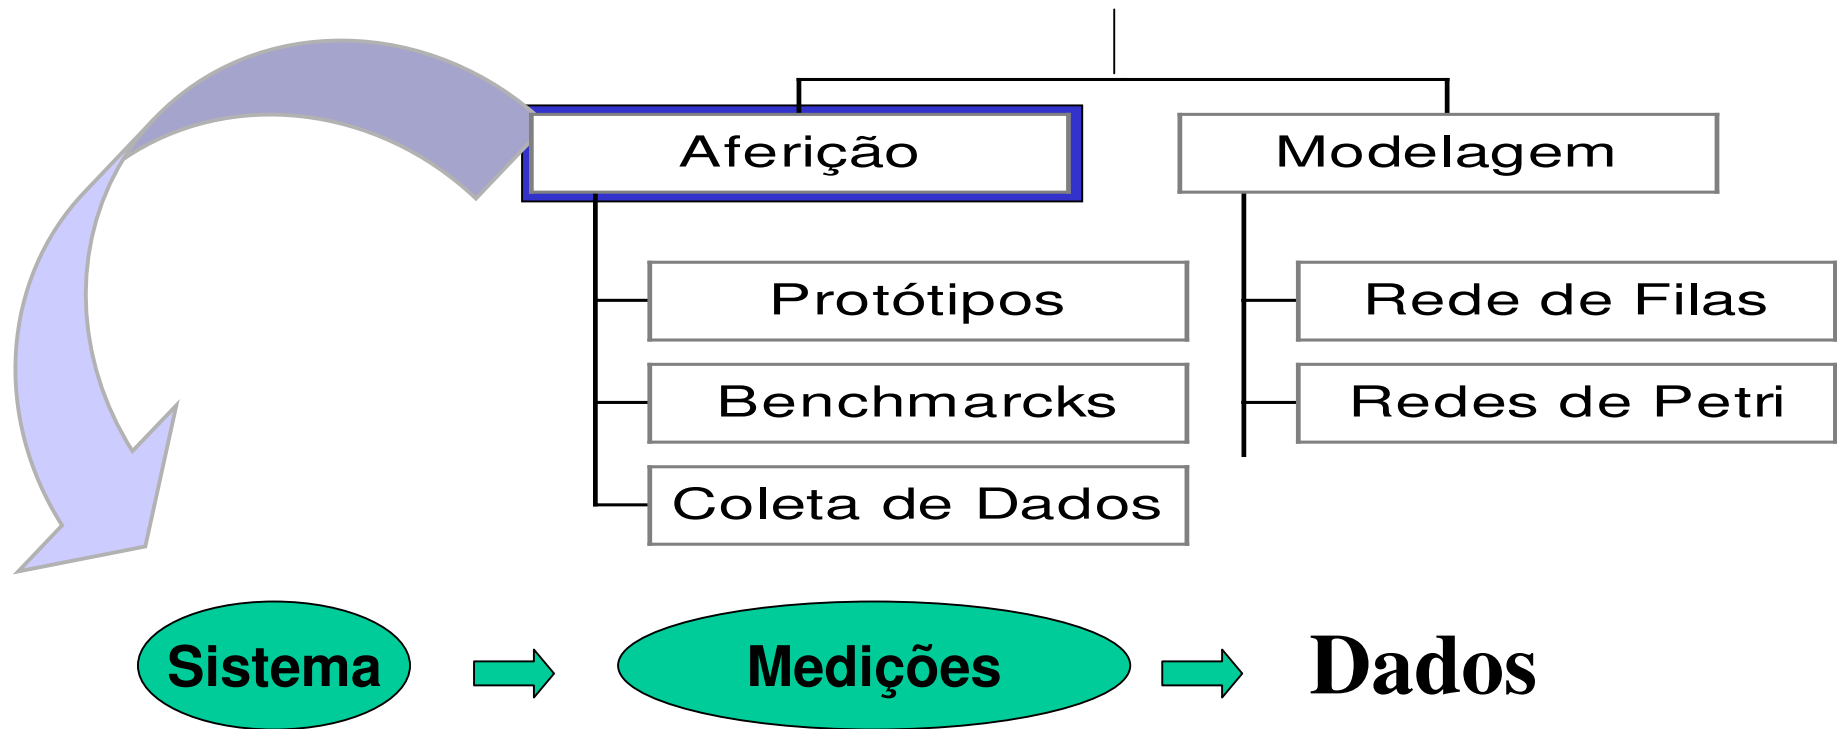 Aferição
Modelagem
Protótipos
Rede de Filas
Benchmarcks
Redes de Petri
Coleta de Dados
Sistema
Medições
Dados